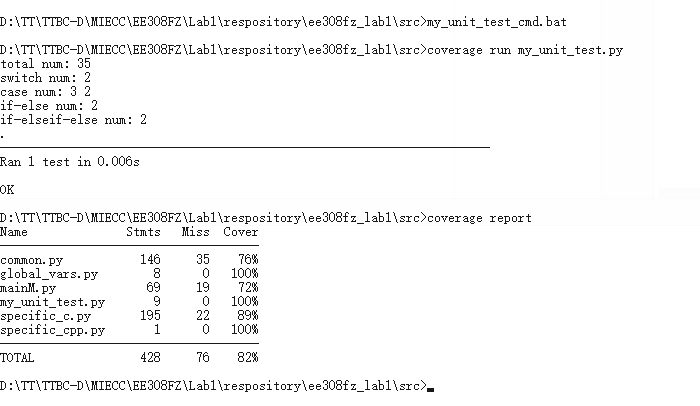 D:\TT\TTBC-D\MIECC\EE308FZ\Lab1\respository\ee308fz_lab1\src>my_unit_test_cmd.bat
D:\TT\TTBC-D\MIECC\EE308FZ\Lab1\respository\ee308fz_lab1\src>coverage run my_unit_test.py
total num: 35
switch num: 2
case num: 3 2
if-else num: 2
if-elseif-else num: 2
.
Ran 1 test in 0.006s
OK
D:\TT\TTBC-D\MIECC\EE308FZ\Lab1\respository\ee308fz_lab1\src>coverage report
Name Stmts Miss Cover
common.py 146 35 76%
global_vars.py 8 0 100%
mainM.py 69 19 72%
my_unit_test.py 9 0 100%
specific_c.py 195 22 89%
specific_cpp.py 1 0 100%
TOTAL 428 76 82%
D:\TT\TTBC-D\MIECC\EE308FZ\Lab1\respository\ee308fz_lab1\src>